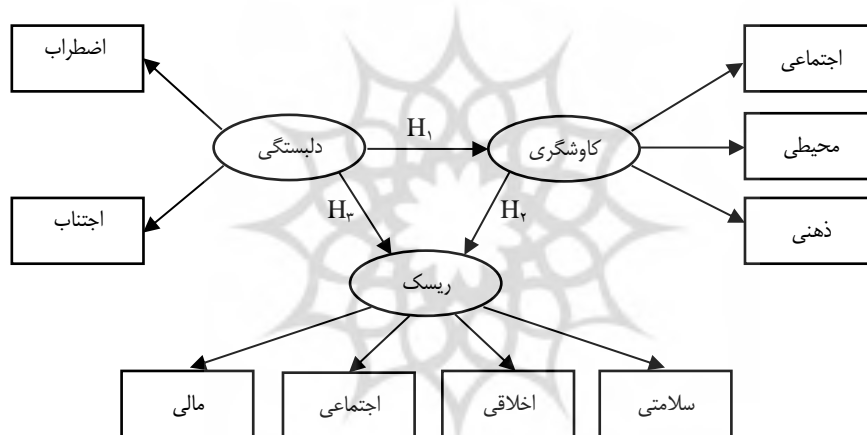 اضطراب
اجتماعی
دلبستگی
H۱
کاوشگری
محیطی
اجتناب
H۳
H۲
ذهنی
ریسک
مالی
اجتماعی
اخلاقی
سلامتی